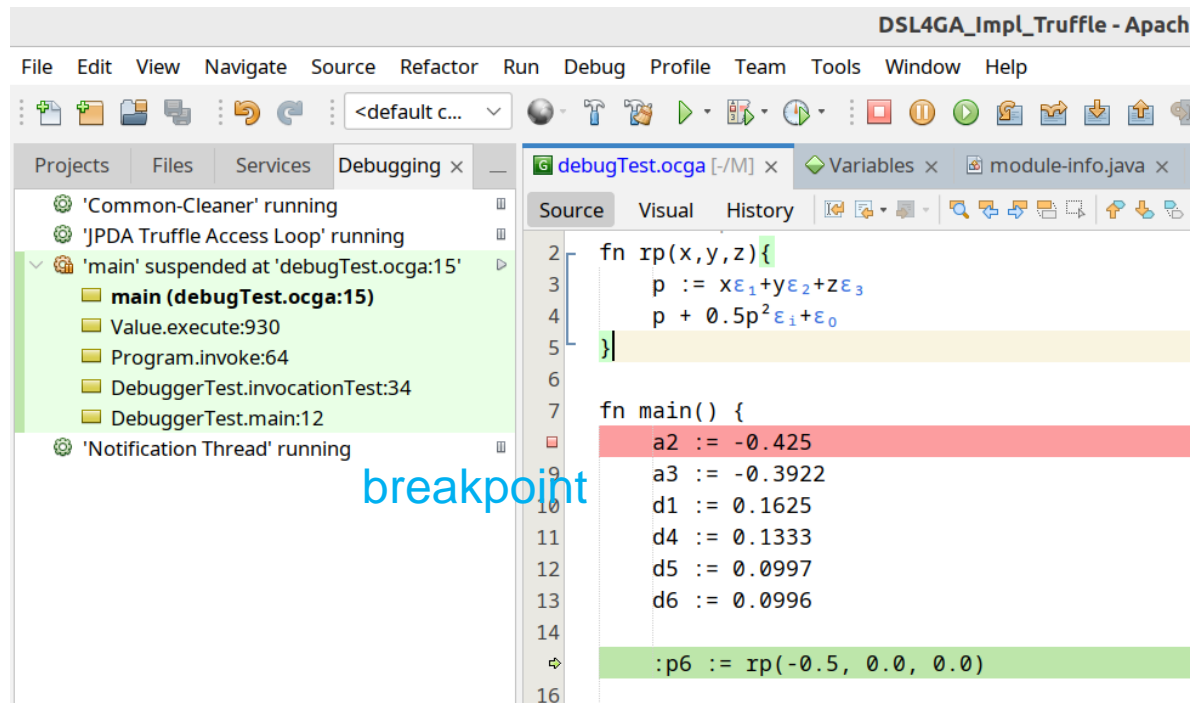 DSL4GA_Impl_Truffle - Apach
File Edit View Navigate Source Refactor Run Debug Profile Team Tools Window Help
<default c...
Projects Files Services Debugging
debugTest.ocga [-/M] Variables module-info.java
'Common-Cleaner' running
'JPDA Truffle Access Loop' running
'main' suspended at 'debugTest.ocga:15'
main (debugTest.ocga:15)
Value.execute:930
Program.invoke:64
DebuggerTest.invocationTest:34
DebuggerTest.main:12
'Notification Thread' running
breakpoint
Source Visual History
2 fn rp(x,y,z){
3 p := xε₁+yε₂+zε₃
4 p + 0.5p²εᵢ+ε₀
5 }
6
7 fn main() {
a2 := -0.425
9 a3 := -0.3922
10 d1 := 0.1625
11 d4 := 0.1333
12 d5 := 0.0997
13 d6 := 0.0996
14
:p6 := rp(-0.5, 0.0, 0.0)
16